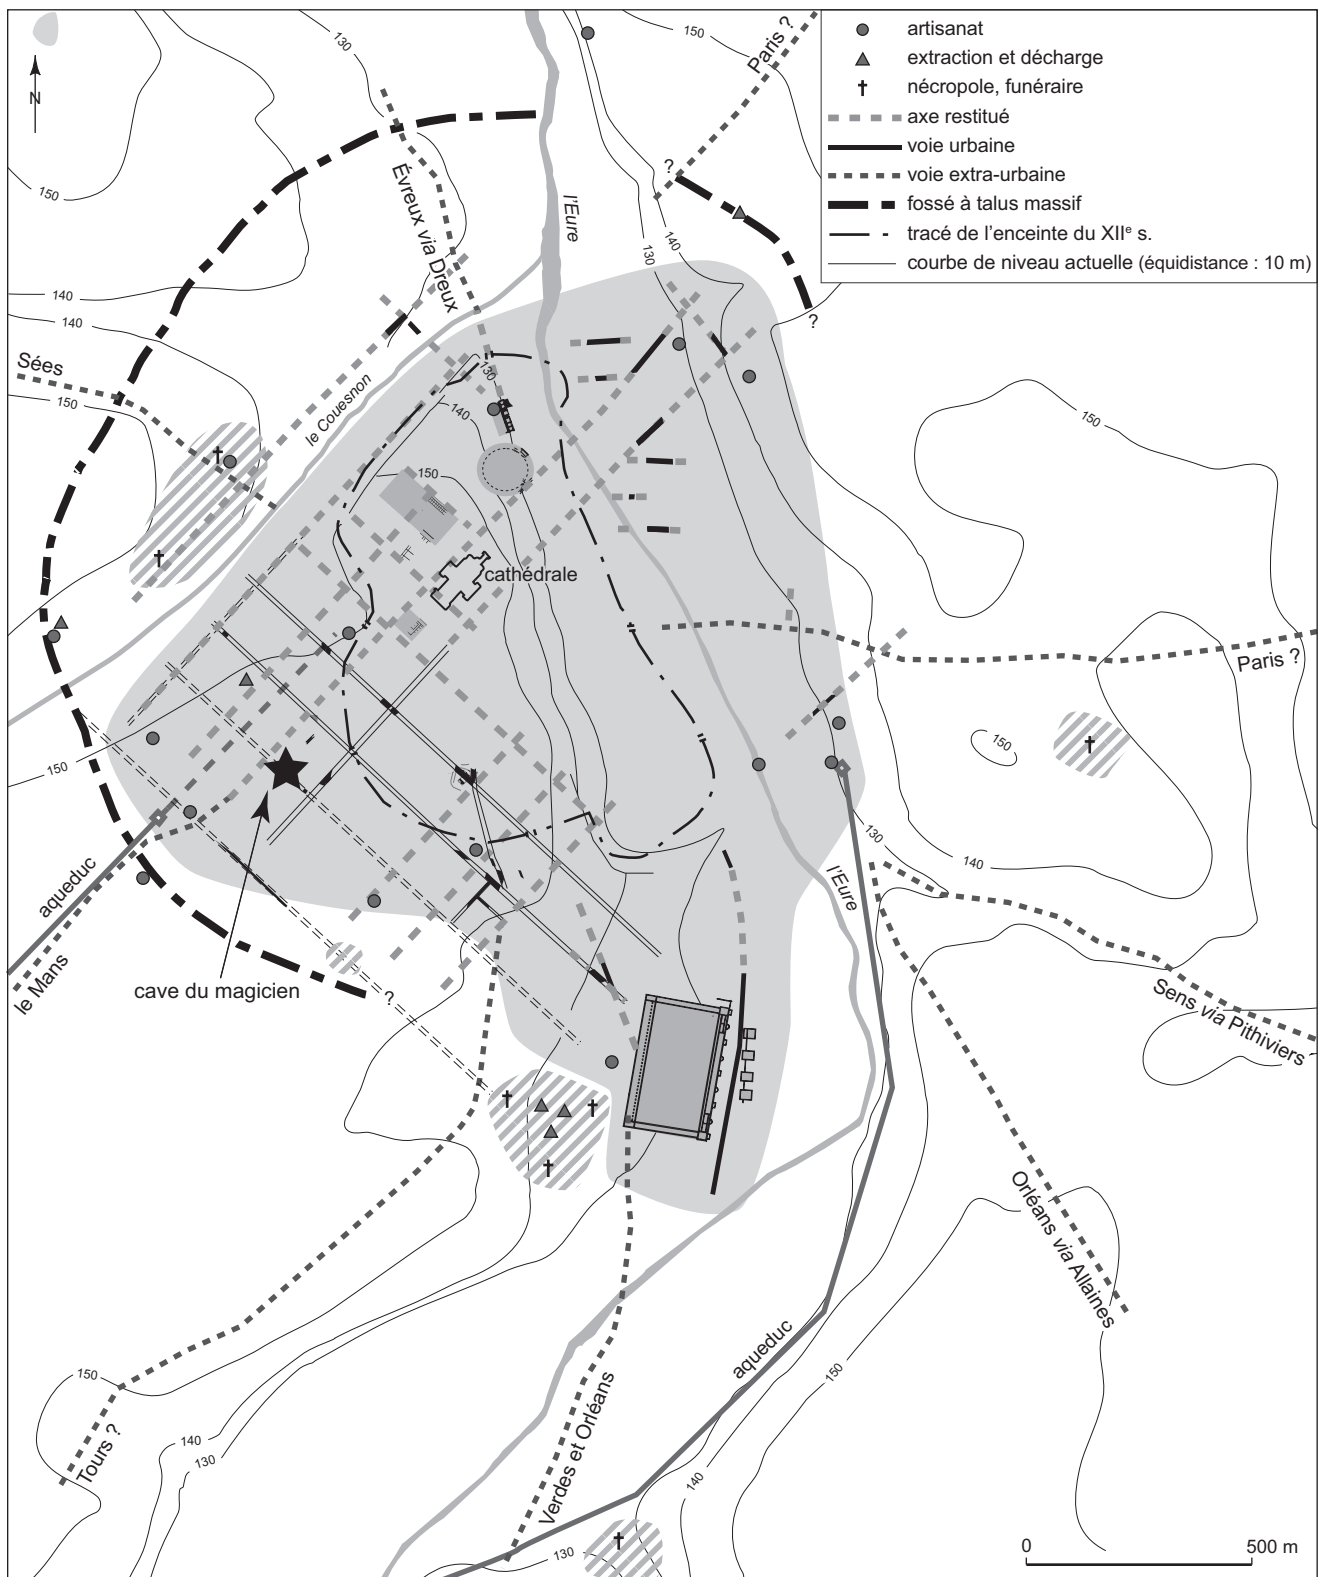 artisanat
extraction et décharge
nécropole, funéraire
axe restitué
voie urbaine
voie extra-urbaine
fossé à talus massif
tracé de l'enceinte du XIIe s.
courbe de niveau actuelle (équidistance : 10 m)
N
130
150
Paris ?
?
150
Évreux via Dreux
l'Eure
140
130
?
140
140
Sées
150
le Couesnon
130
140
150
150
cathédrale
Paris ?
150
150
130
140
aqueduc
le Mans
cave du magicien
?
l'Eure
Sens via Pithiviers
Orléans via Allaines
aqueduc
150
150
Tours ?
140
130
Verdes et Orléans
140
130
0 500 m